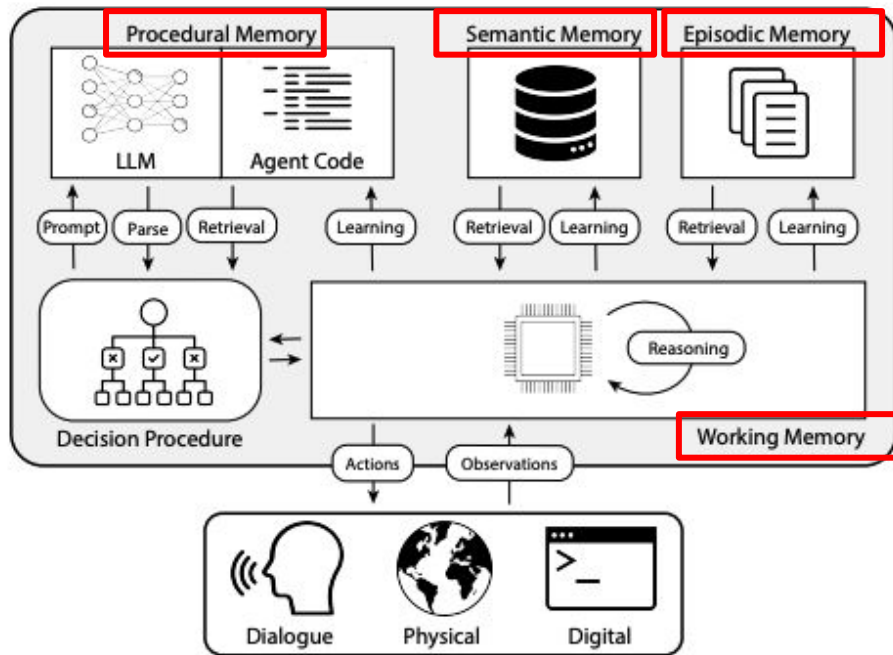 Procedural Memory
Semantic Memory
Episodic Memory
LLM
Agent Code
Prompt
Parse
Retrieval
Learning
Retrieval
Learning
Retrieval
Learning
Reasoning
Decision Procedure
Working Memory
Actions
Observations
>_
Dialogue
Physical
Digital